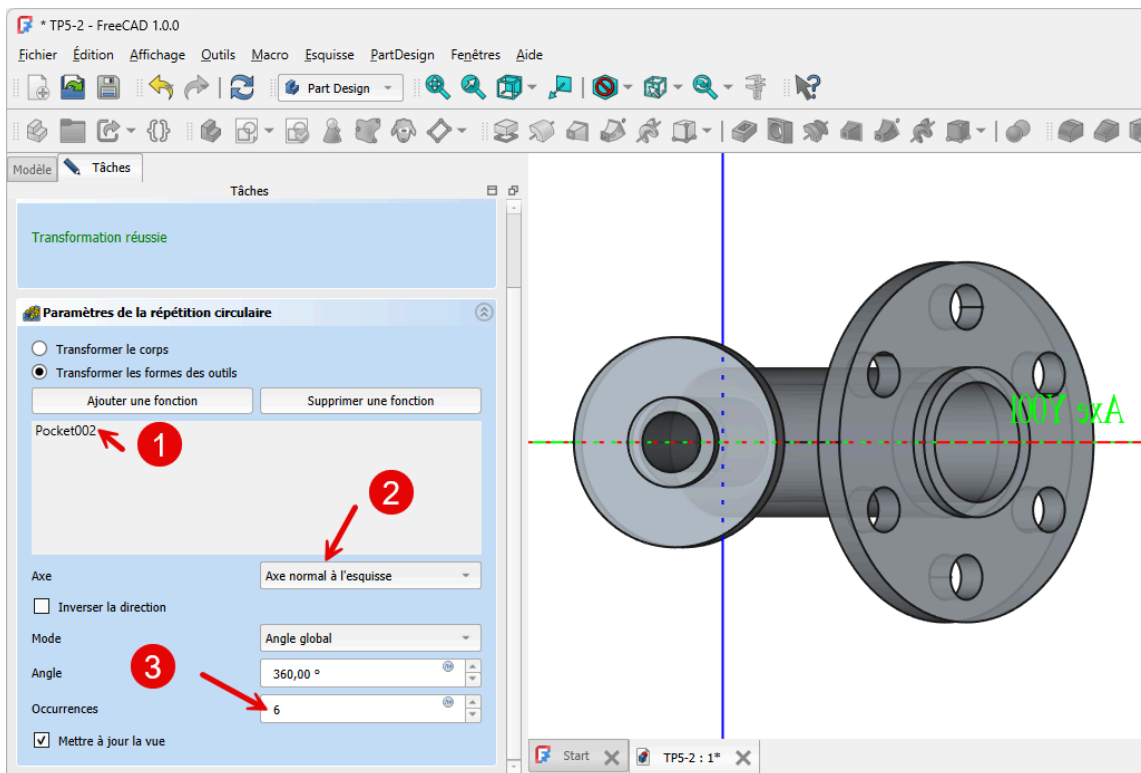 * TP5-2 - FreeCAD 1.0.0
Fichier Édition Affichage Outils Macro Esquisse PartDesign Fenêtres Aide
Part Design
Modèle Tâches
Tâches
Transformation réussie
Paramètres de la répétition circulaire
Transformer le corps
Transformer les formes des outils
Ajouter une fonction Supprimer une fonction
Pocket002
1
2
Axe Axe normal à l'esquisse
Inverser la direction
Mode Angle global
3
Angle 360,00 °
Occurrences 6
Mettre à jour la vue
Axe Y001
Start TP5-2 : 1*